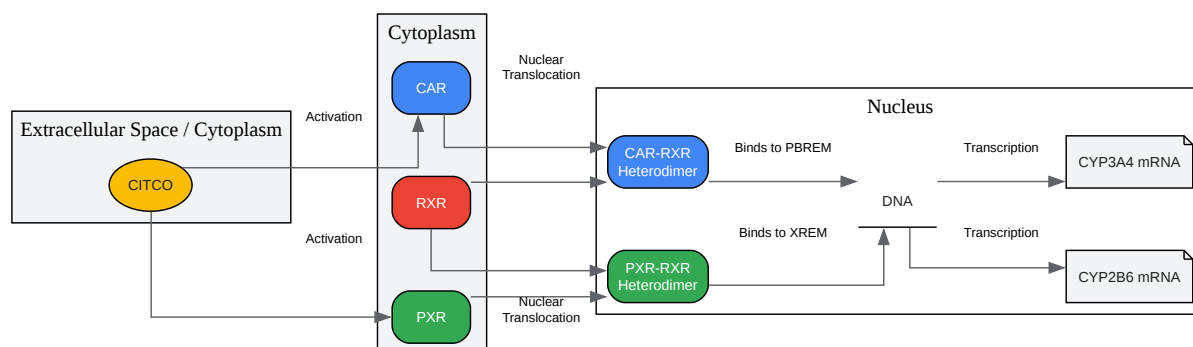 Cytoplasm
Nuclear
Translocation
CAR
Activation
Extracellular Space / Cytoplasm
CITCO
Nucleus
CAR-RXR
Heterodimer
Binds to PBREM
Transcription
CYP3A4 mRNA
RXR
DNA
Activation
Binds to XREM
Transcription
PXR-RXR
Heterodimer
CYP2B6 mRNA
PXR
Nuclear
Translocation